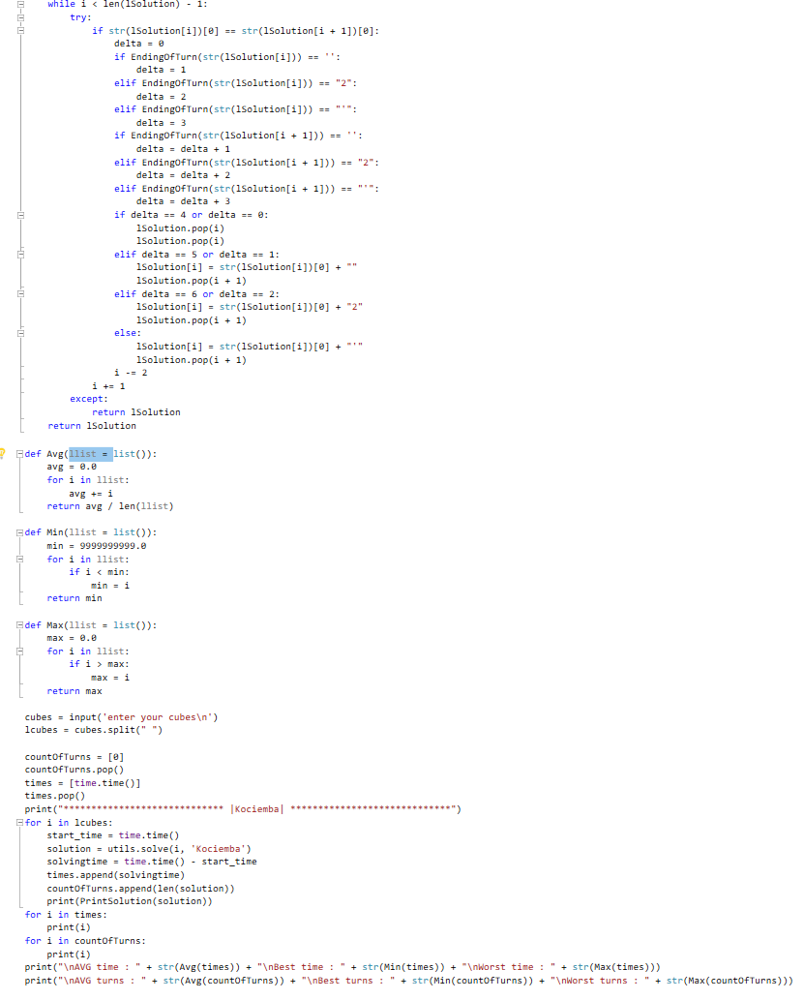 while i < len(lSolution) - 1:
try:
if str(lSolution[i])[0] == str(lSolution[i + 1])[0]:
delta = 0
if EndingOfTurn(str(lSolution[i])) == '':
delta = 1
elif EndingOfTurn(str(lSolution[i])) == "2":
delta = 2
elif EndingOfTurn(str(lSolution[i])) == "'":
delta = 3
if EndingOfTurn(str(lSolution[i + 1])) == '':
delta = delta + 1
elif EndingOfTurn(str(lSolution[i + 1])) == "2":
delta = delta + 2
elif EndingOfTurn(str(lSolution[i + 1])) == "'":
delta = delta + 3
if delta == 4 or delta == 0:
lSolution.pop(i)
lSolution.pop(i)
elif delta == 5 or delta == 1:
lSolution[i] = str(lSolution[i])[0] + ""
lSolution.pop(i + 1)
elif delta == 6 or delta == 2:
lSolution[i] = str(lSolution[i])[0] + "2"
lSolution.pop(i + 1)
else:
lSolution[i] = str(lSolution[i])[0] + "'"
lSolution.pop(i + 1)
i -= 2
i += 1
except:
return lSolution
return lSolution
def Avg(llist = list()):
avg = 0.0
for i in llist:
avg += i
return avg / len(llist)
def Min(llist = list()):
min = 9999999999.0
for i in llist:
if i < min:
min = i
return min
def Max(llist = list()):
max = 0.0
for i in llist:
if i > max:
max = i
return max
cubes = input('enter your cubes\n')
lcubes = cubes.split(" ")
countOfTurns = [0]
countOfTurns.pop()
times = [time.time()]
times.pop()
print("***************************** |Kociemba| *****************************")
for i in lcubes:
start_time = time.time()
solution = utils.solve(i, 'Kociemba')
solvingtime = time.time() - start_time
times.append(solvingtime)
countOfTurns.append(len(solution))
print(PrintSolution(solution))
for i in times:
print(i)
for i in countOfTurns:
print(i)
print("\nAVG time : " + str(Avg(times)) + "\nBest time : " + str(Min(times)) + "\nWorst time : " + str(Max(times)))
print("\nAVG turns : " + str(Avg(countOfTurns)) + "\nBest turns : " + str(Min(countOfTurns)) + "\nWorst turns : " + str(Max(countOfTurns)))